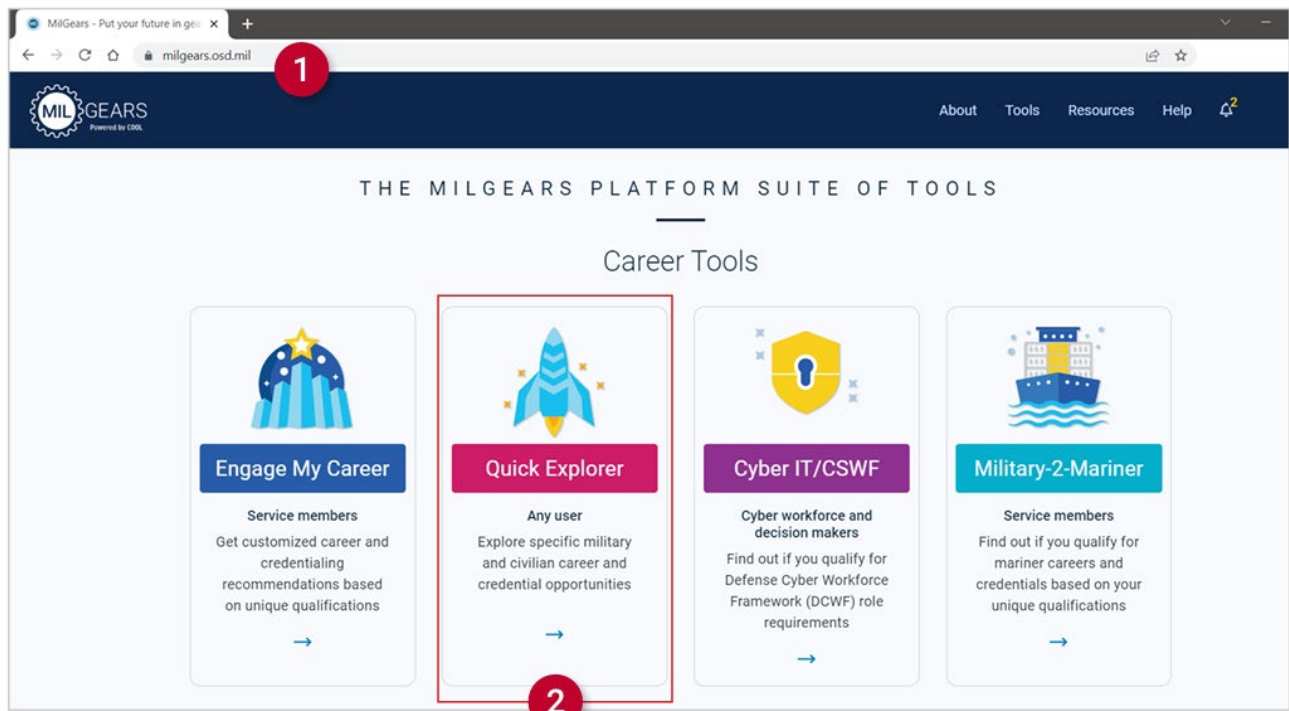 MilGears - Put your future in gea
milgears.osd.mil
1
MIL GEARS
Powered by COOL
About Tools Resources Help 2
THE MILGEARS PLATFORM SUITE OF TOOLS
Career Tools
Engage My Career
Service members
Get customized career and
credentialing
recommendations based
on unique qualifications
→
Quick Explorer
Any user
Explore specific military
and civilian career and
credential opportunities
→
2
Cyber IT/CSWF
Cyber workforce and
decision makers
Find out if you qualify for
Defense Cyber Workforce
Framework (DCWF) role
requirements
→
Military-2-Mariner
Service members
Find out if you qualify for
mariner careers and
credentials based on your
unique qualifications
→